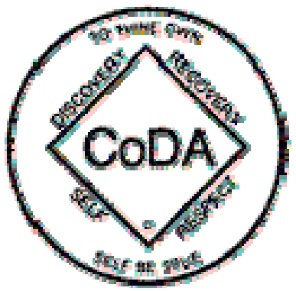 TO THINE OWN
DISCOVERY
RECOVERY
CoDA
SELF
RESPECT
SELF BE TRUE